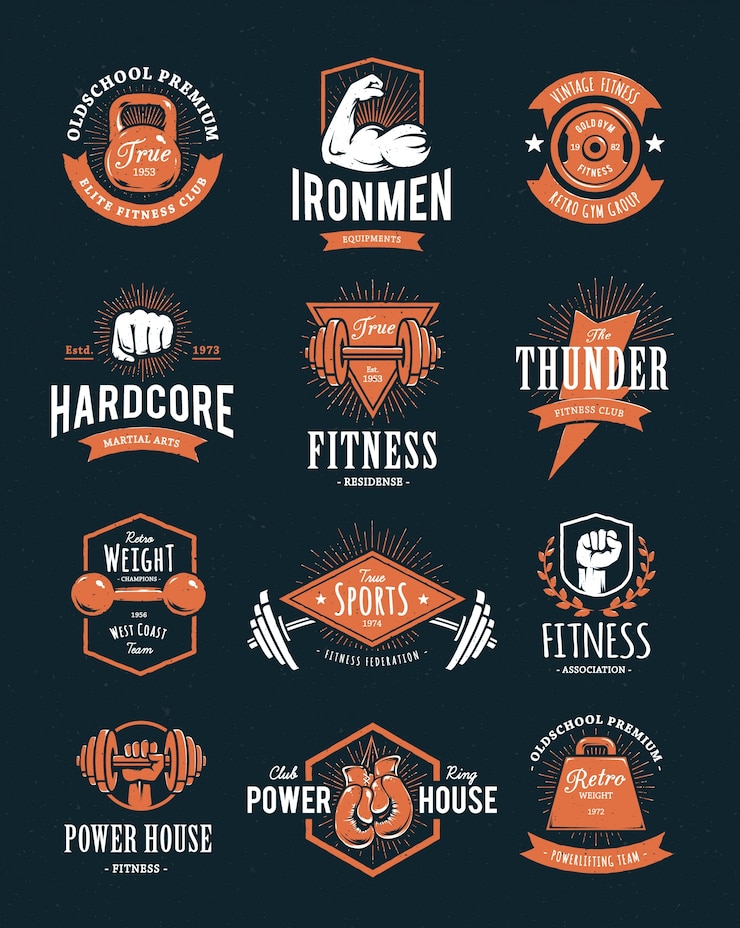 OLDSCHOOL PREMIUM
True
1953
ELITE FITNESS CLUB
IRONMEN
EQUIPMENTS
VINTAGE FITNESS
GOLD GYM
19 82
FITNESS
RETRO GYM GROUP
Estd. 1973
HARDCORE
MARTIAL ARTS
True
Est.
1953
FITNESS
- RESIDENSE -
The
THUNDER
FITNESS CLUB
Retro
WEIGHT
- CHAMPIONS -
1956
WEST COAST
Team
True
SPORTS
1974
- FITNESS FEDERATION -
FITNESS
- ASSOCIATION -
POWER HOUSE
- FITNESS -
Club Ring
POWER HOUSE
- OLDSCHOOL PREMIUM -
Retro
WEIGHT
1972
- POWERLIFTING TEAM -